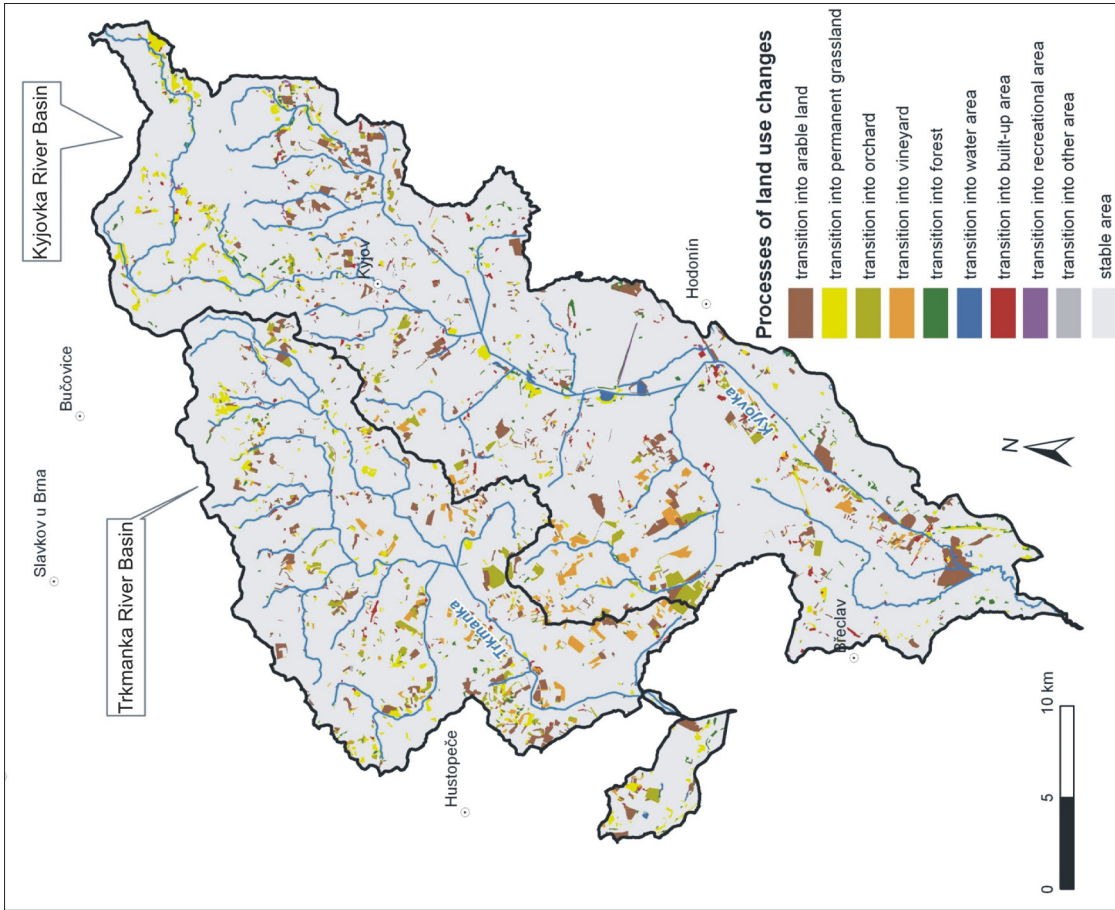 Kyjovka River Basin
Bučovice
Slavkov u Brna
Trkmanka River Basin
Kyjov
Hodonín
Kyjovka
Trkmanka
Hustopeče
Břeclav
N
Processes of land use changes
transition into arable land
transition into permanent grassland
transition into orchard
transition into vineyard
transition into forest
transition into water area
transition into built-up area
transition into recreational area
transition into other area
stable area
0 5 10 km